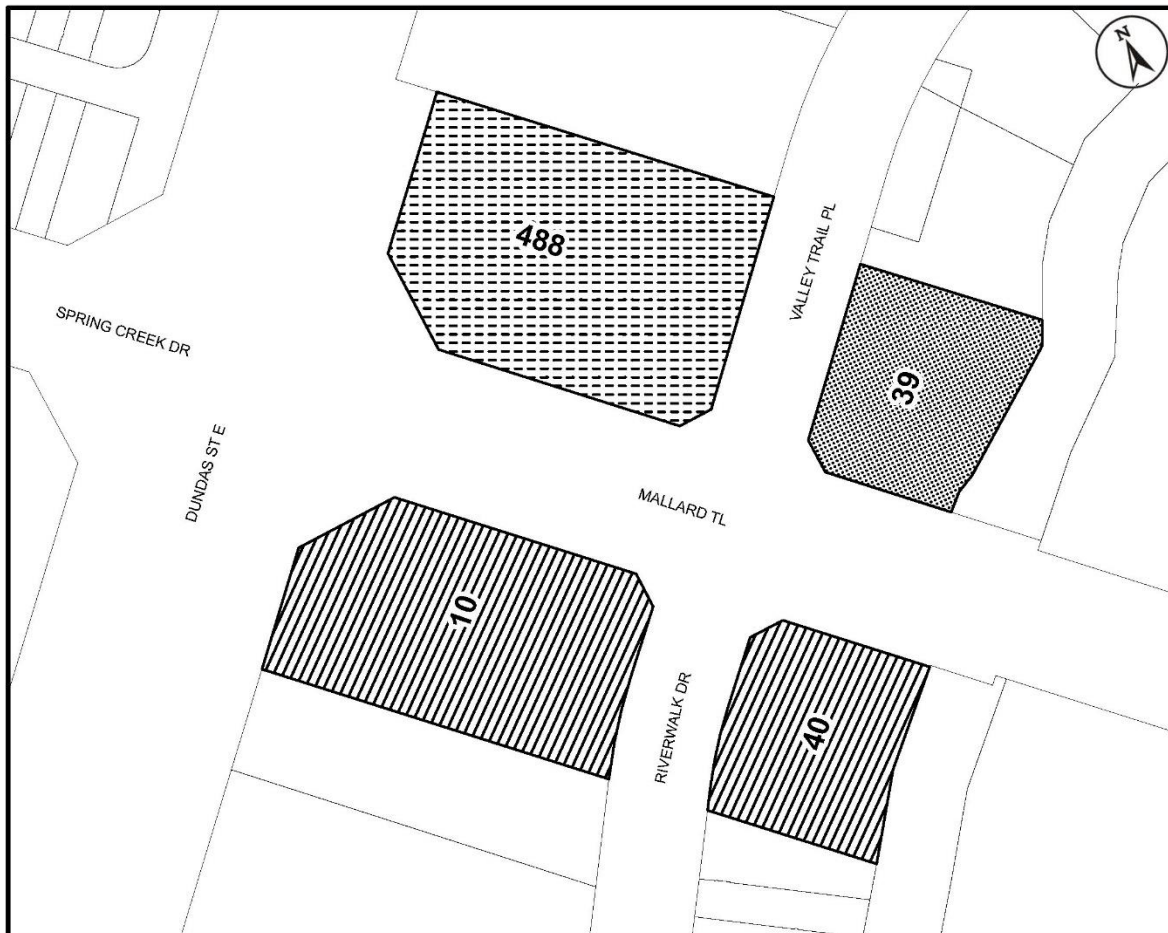 N
488
VALLEY TRAIL PL
SPRING CREEK DR
39
DUNDAS ST E
MALLARD TL
10
RIVERWALK DR
40